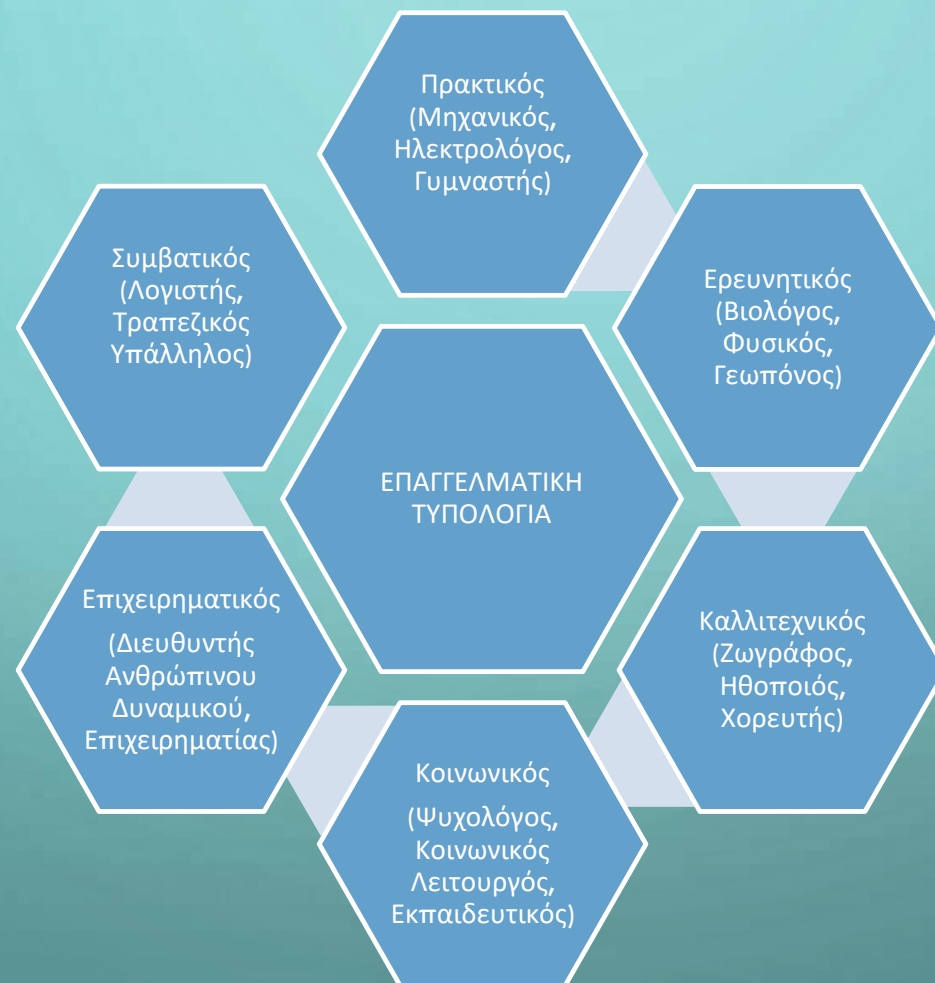 Πρακτικός
(Μηχανικός,
Ηλεκτρολόγος,
Γυμναστής)
Συμβατικός
(Λογιστής,
Τραπεζικός
Υπάλληλος)
Ερευνητικός
(Βιολόγος,
Φυσικός,
Γεωπόνος)
ΕΠΑΓΓΕΛΜΑΤΙΚΗ
ΤΥΠΟΛΟΓΙΑ
Επιχειρηματικός
(Διευθυντής
Ανθρώπινου
Δυναμικού,
Επιχειρηματίας)
Καλλιτεχνικός
(Ζωγράφος,
Ηθοποιός,
Χορευτής)
Κοινωνικός
(Ψυχολόγος,
Κοινωνικός
Λειτουργός,
Εκπαιδευτικός)